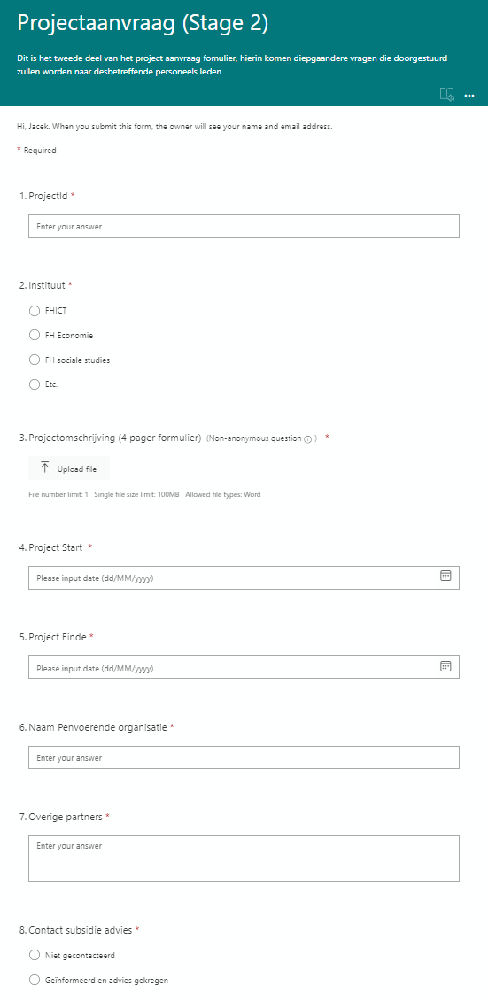 Projectaanvraag (Stage 2)
Dit is het tweede deel van het project aanvraag fomulier, hierin komen diepgaandere vragen die doorgestuurd
zullen worden naar desbetreffende personeels leden
Hi, Jacek. When you submit this form, the owner will see your name and email address.
* Required
1. ProjectId *
Enter your answer
2. Instituut *
FHICT
FH Economie
FH sociale studies
Etc.
3. Projectomschrijving (4 pager formulier) (Non-anonymous question ) *
Upload file
File number limit: 1 Single file size limit: 100MB Allowed file types: Word
4. Project Start *
Please input date (dd/MM/yyyy)
5. Project Einde *
Please input date (dd/MM/yyyy)
6. Naam Penvoerende organisatie *
Enter your answer
7. Overige partners *
Enter your answer
8. Contact subsidie advies *
Niet gecontacteerd
Geïnformeerd en advies gekregen